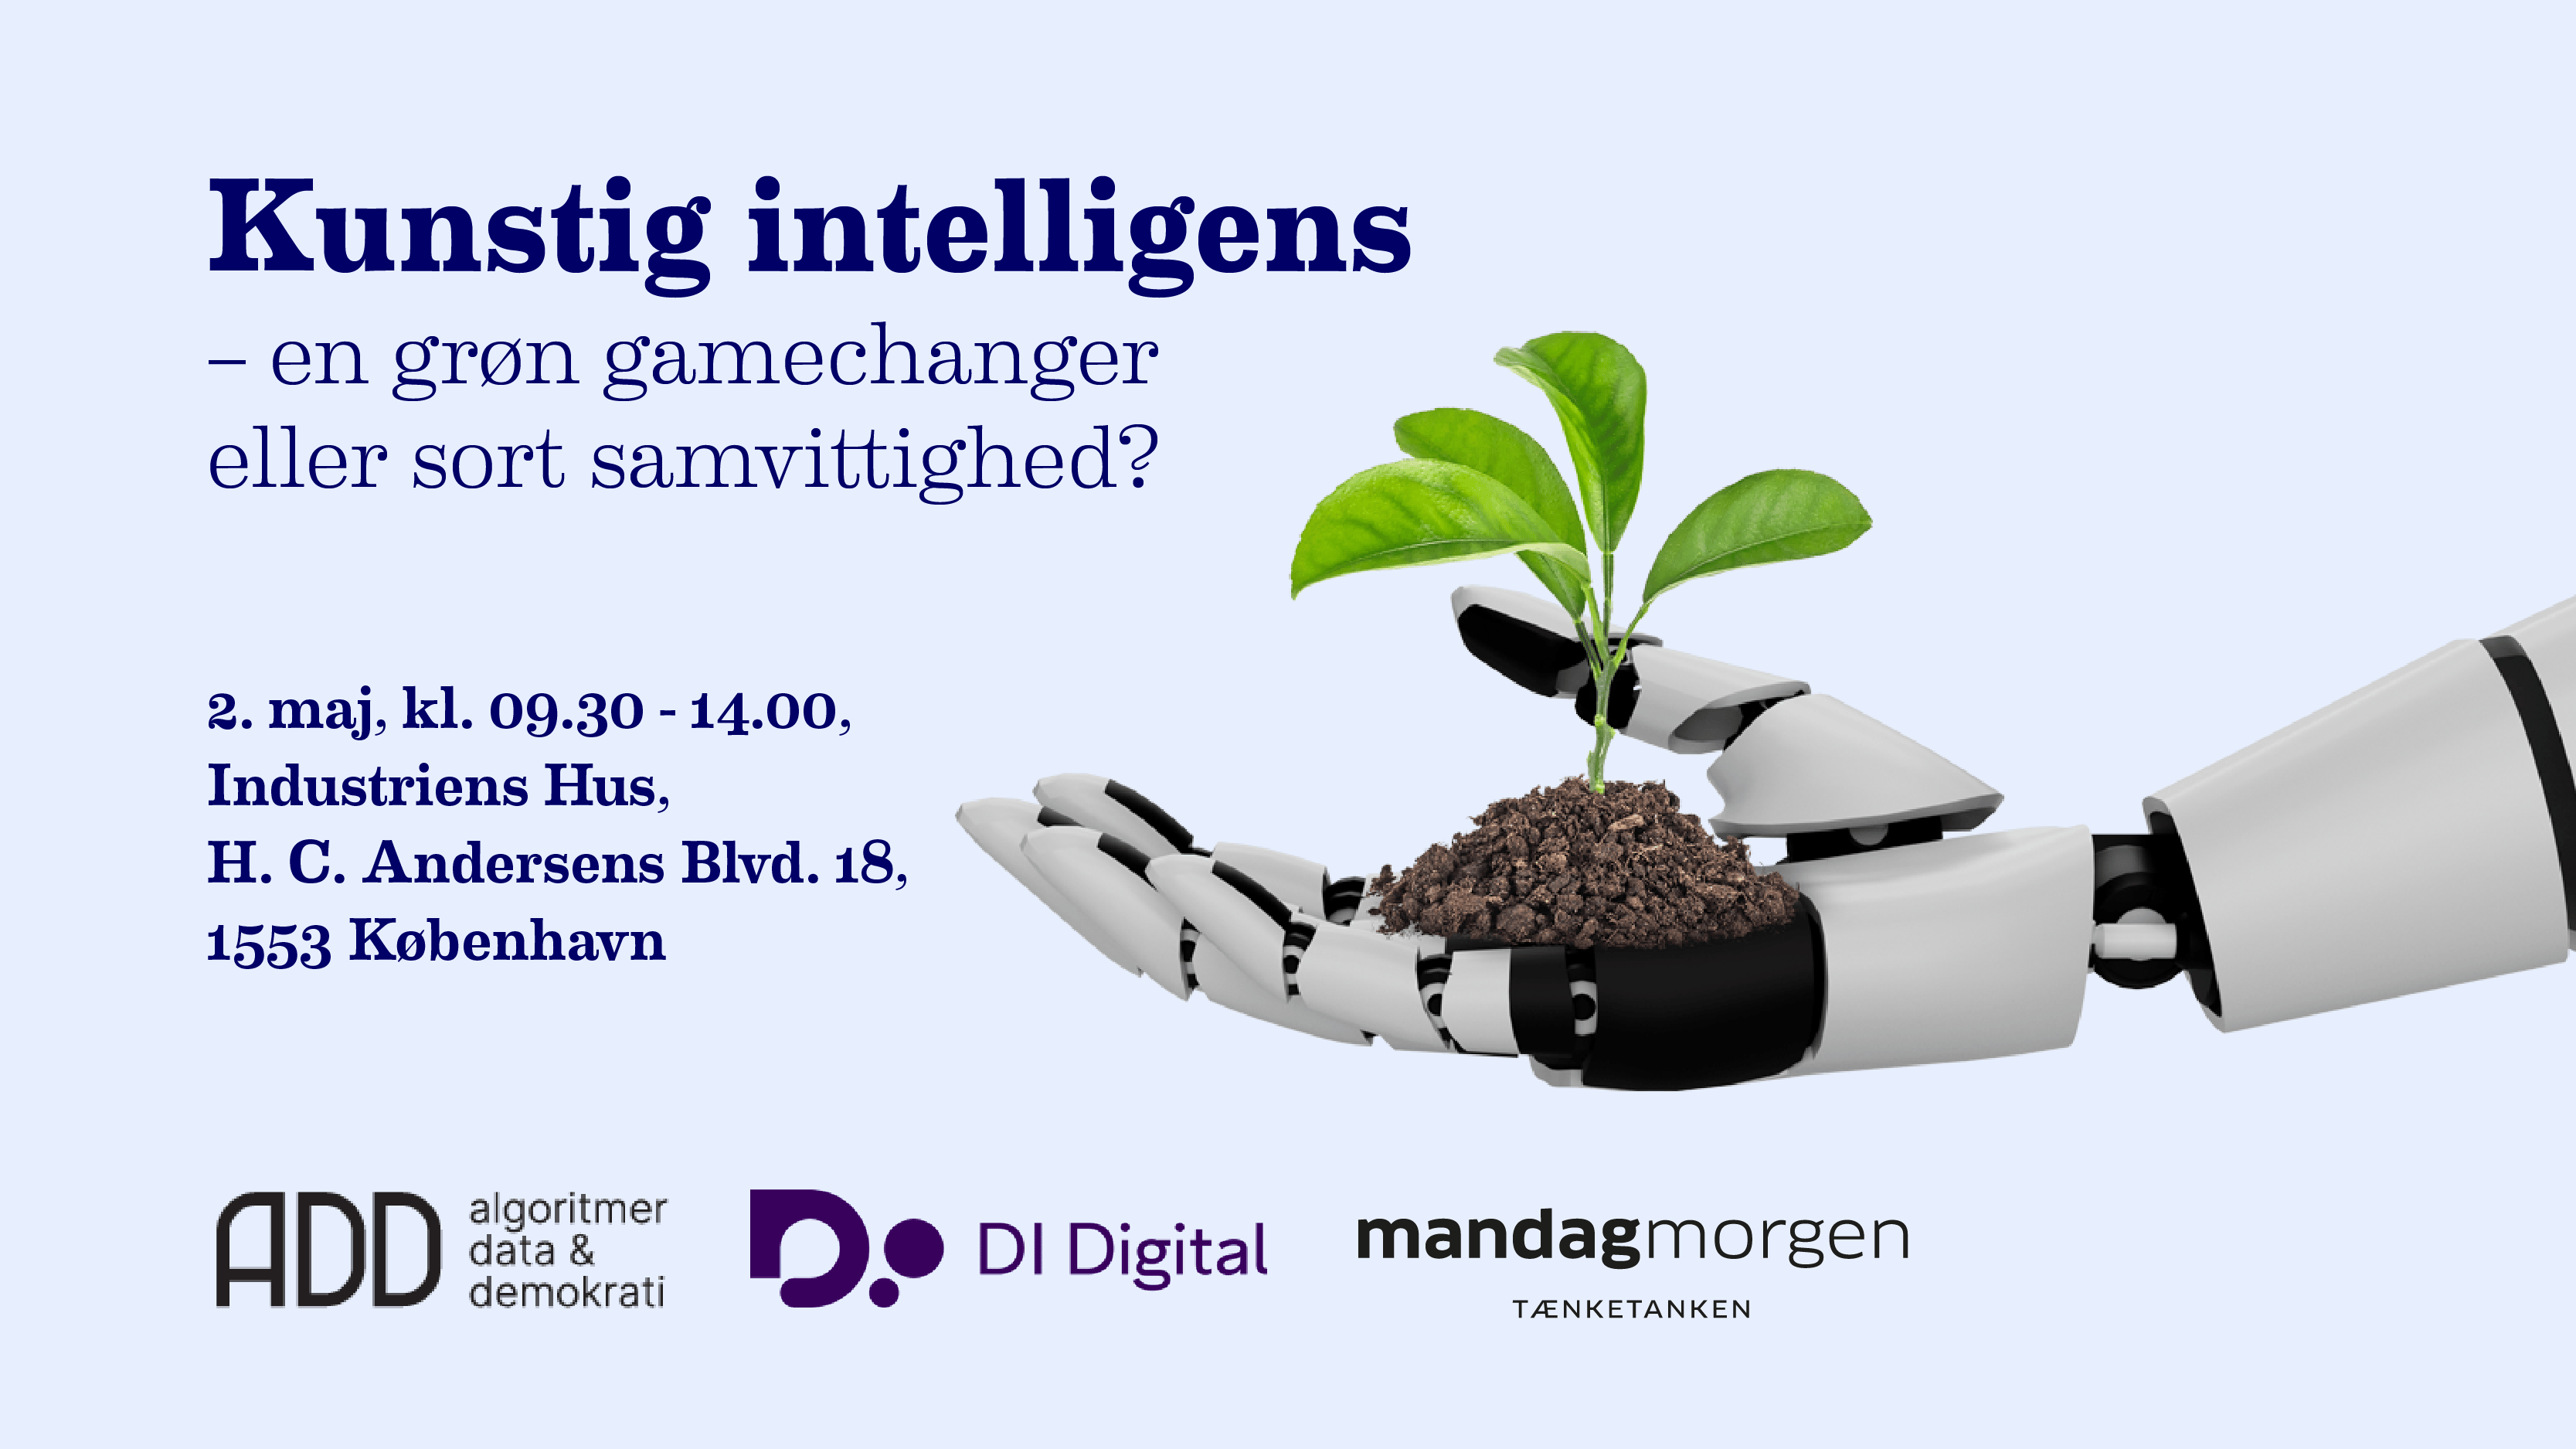 Kunstig intelligens
– en grøn gamechanger
eller sort samvittighed?
2. maj, kl. 09.30 - 14.00,
Industriens Hus,
H. C. Andersens Blvd. 18,
1553 København
ADD
algoritmer
data &
demokrati
DI Digital
mandagmorgen
TÆNKETANKEN